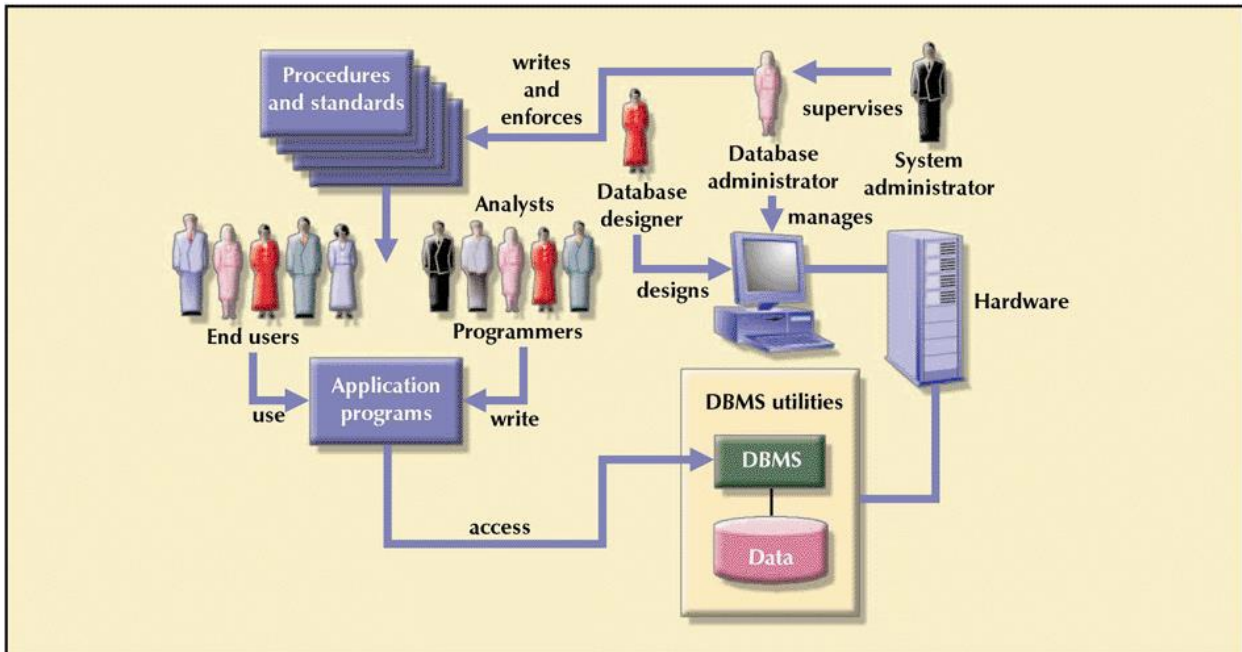 Procedures
and standards
writes
and
enforces
supervises
Database
administrator
System
administrator
Analysts
Database
designer
manages
designs
Hardware
End users
Programmers
use
Application
programs
write
DBMS utilities
DBMS
access
Data